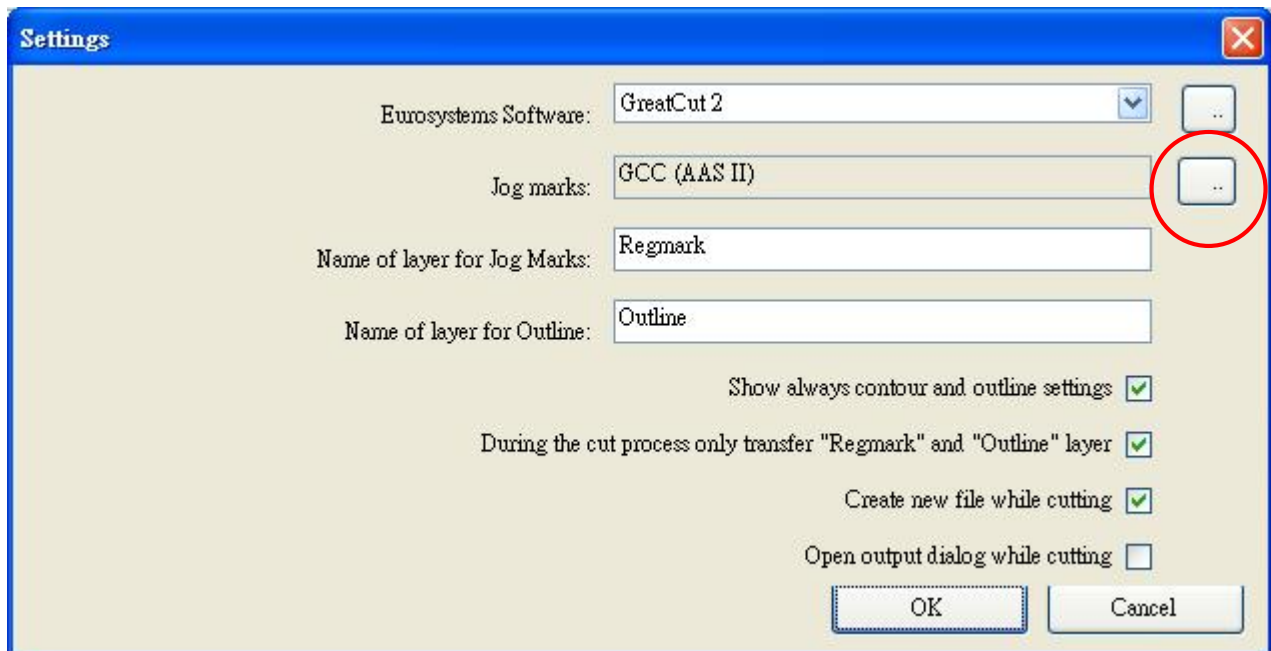 Settings
Eurosystems Software: GreatCut 2 ..
Jog marks: GCC (AAS II) ..
Name of layer for Jog Marks: Regmark
Name of layer for Outline: Outline
Show always contour and outline settings
During the cut process only transfer "Regmark" and "Outline" layer
Create new file while cutting
Open output dialog while cutting
OK Cancel